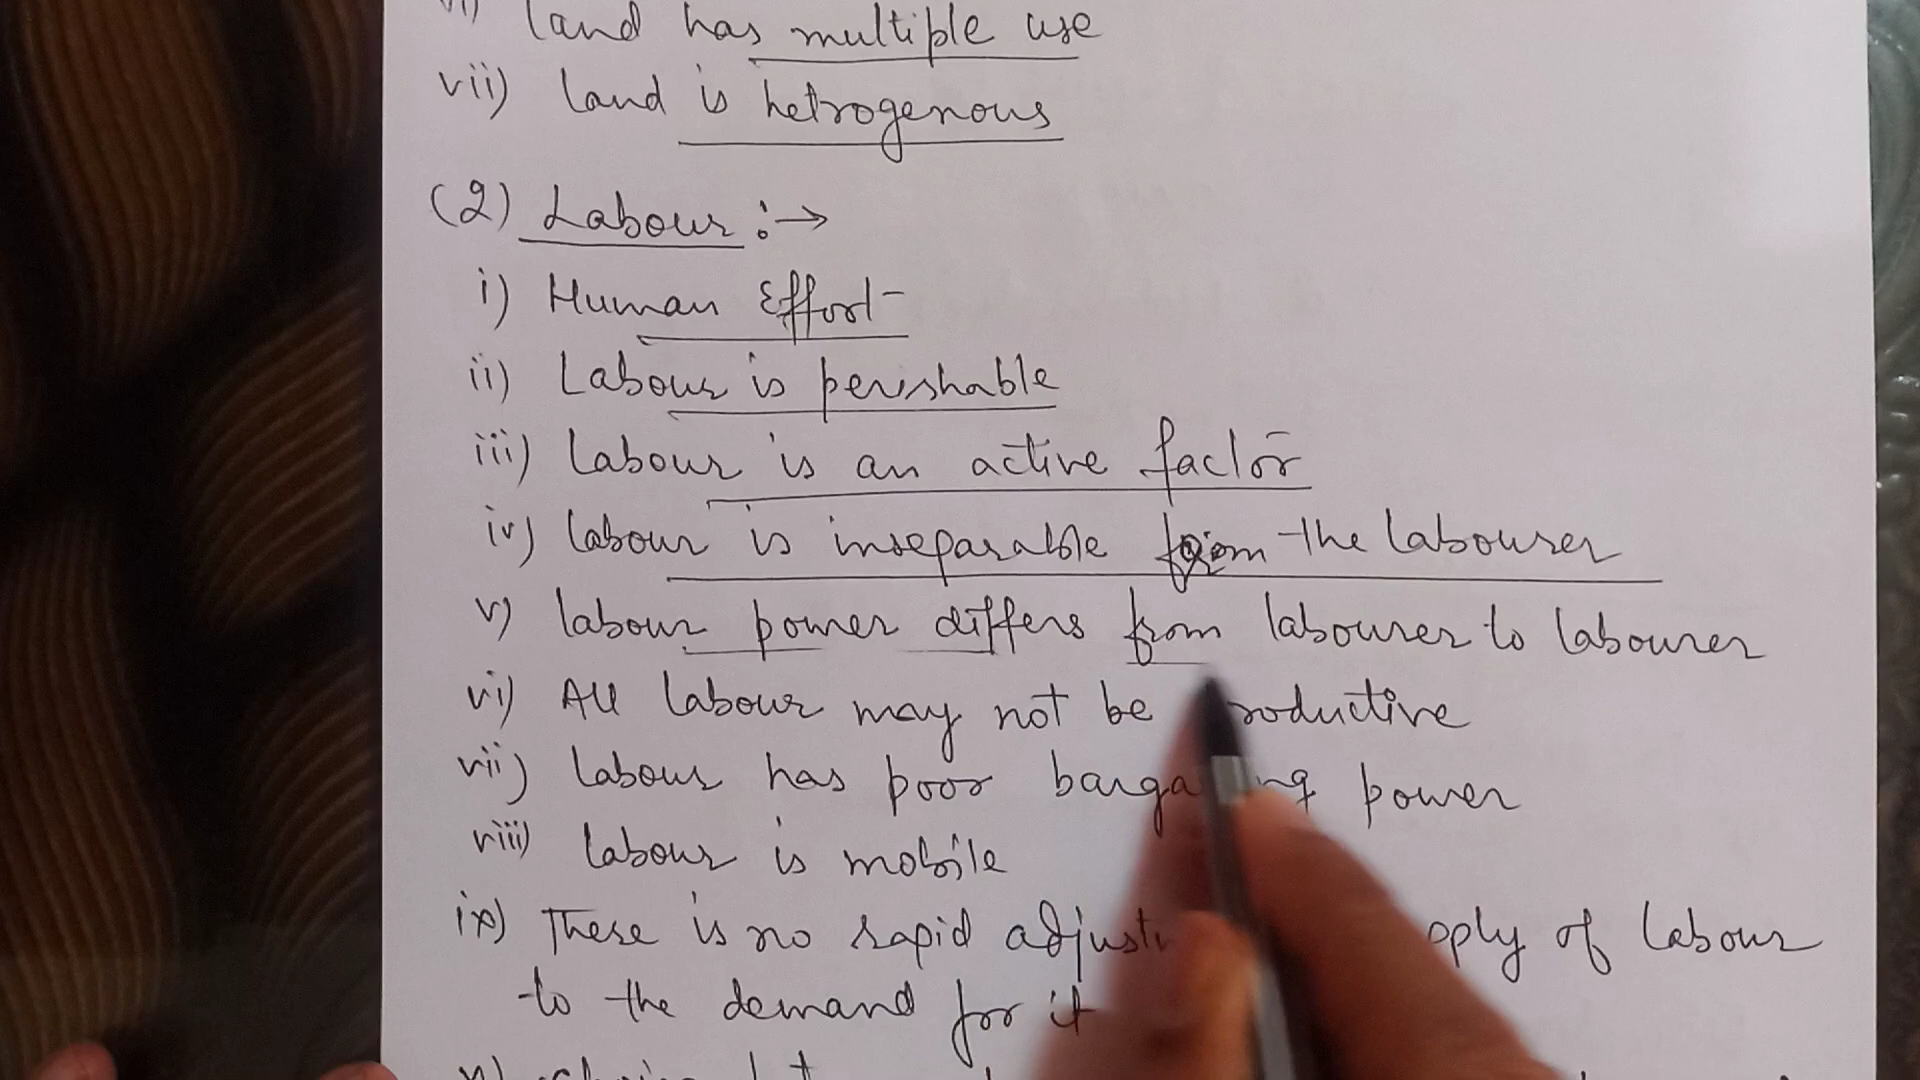 vi) land has multiple use
vii) land is hetrogenous
(2) Labour :→
i) Human Effort
ii) Labour is perishable
iii) labour is an active factor
iv) labour is inseparable from the labourer
v) labour power differs from labourer to labourer
vi) All labour may not be
vii) labour has poor power
viii) labour is mobile
ix) There is no rapid of labour
to the demand for it